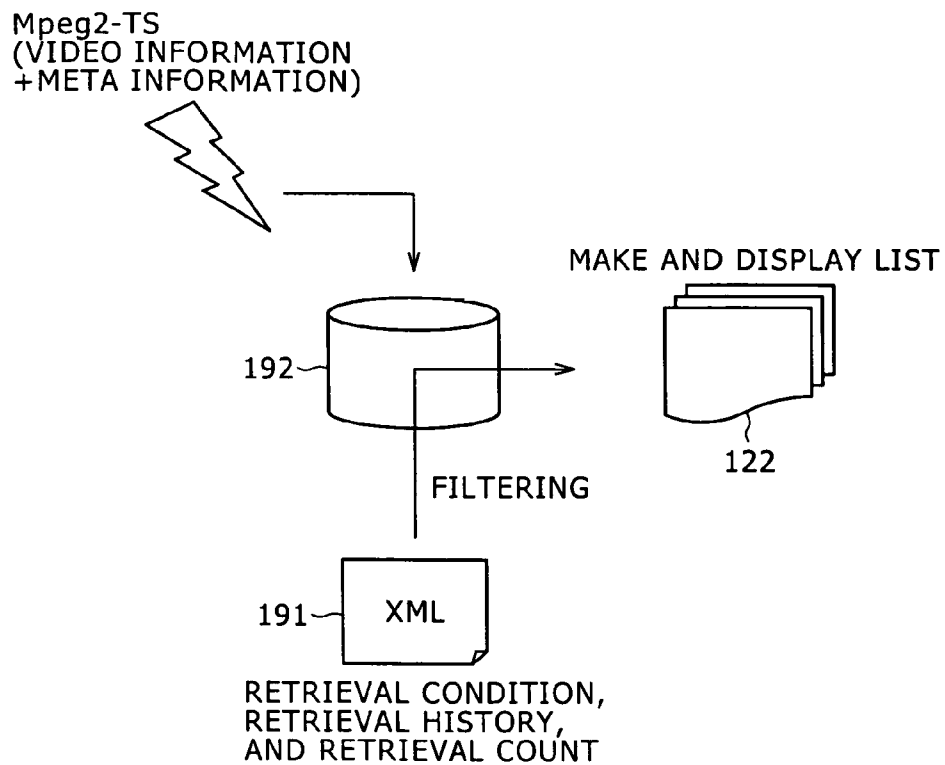 Mpeg2-TS
(VIDEO INFORMATION
+META INFORMATION)
MAKE AND DISPLAY LIST
192
122
FILTERING
191
XML
RETRIEVAL CONDITION,
RETRIEVAL HISTORY,
AND RETRIEVAL COUNT